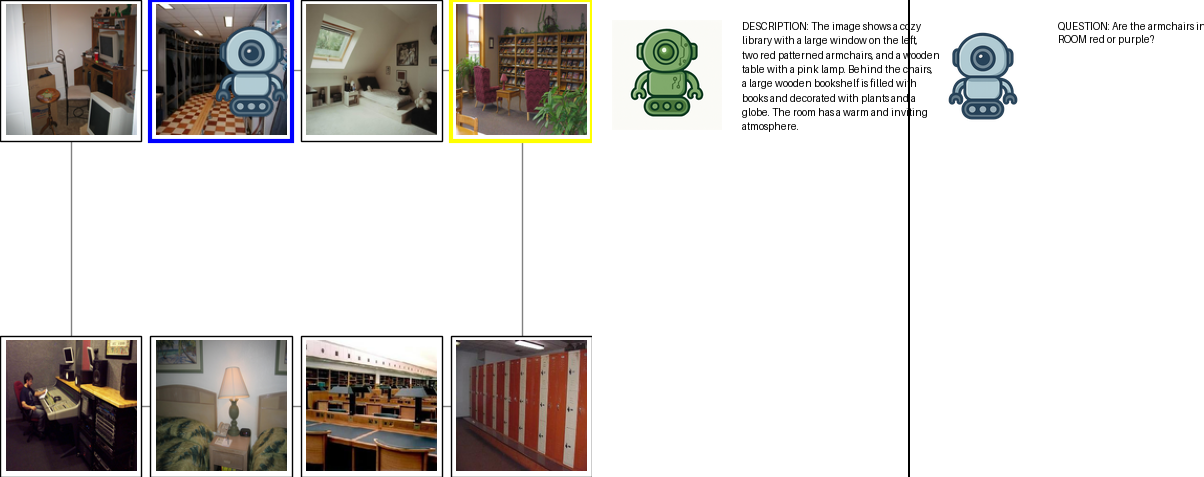 DESCRIPTION: The image shows a cozy
library with a large window on the left,
two red patterned armchairs, and a wooden
table with a pink lamp. Behind the chairs,
a large wooden bookshelf is filled with
books and decorated with plants and a
globe. The room has a warm and inviting
atmosphere.
QUESTION: Are the armchairs in
ROOM red or purple?